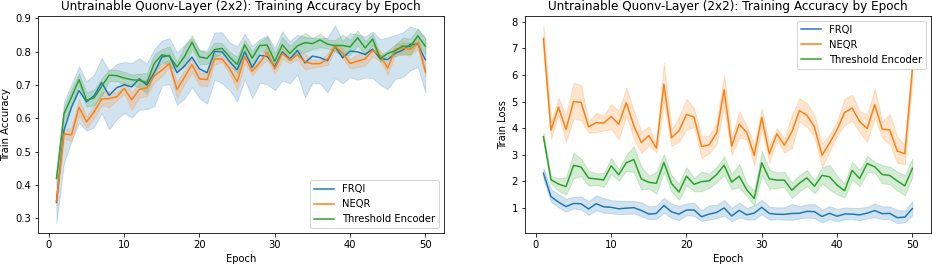 Untrainable Quonv-Layer (2x2): Training Accuracy by Epoch
0.9
0.8
0.7
0.6
0.5
0.4
0.3
Train Accuracy
FRQI
NEQR
Threshold Encoder
0 10 20 30 40 50
Epoch
Untrainable Quonv-Layer (2x2): Training Accuracy by Epoch
8
7
6
5
4
3
2
1
Train Loss
FRQI
NEQR
Threshold Encoder
0 10 20 30 40 50
Epoch